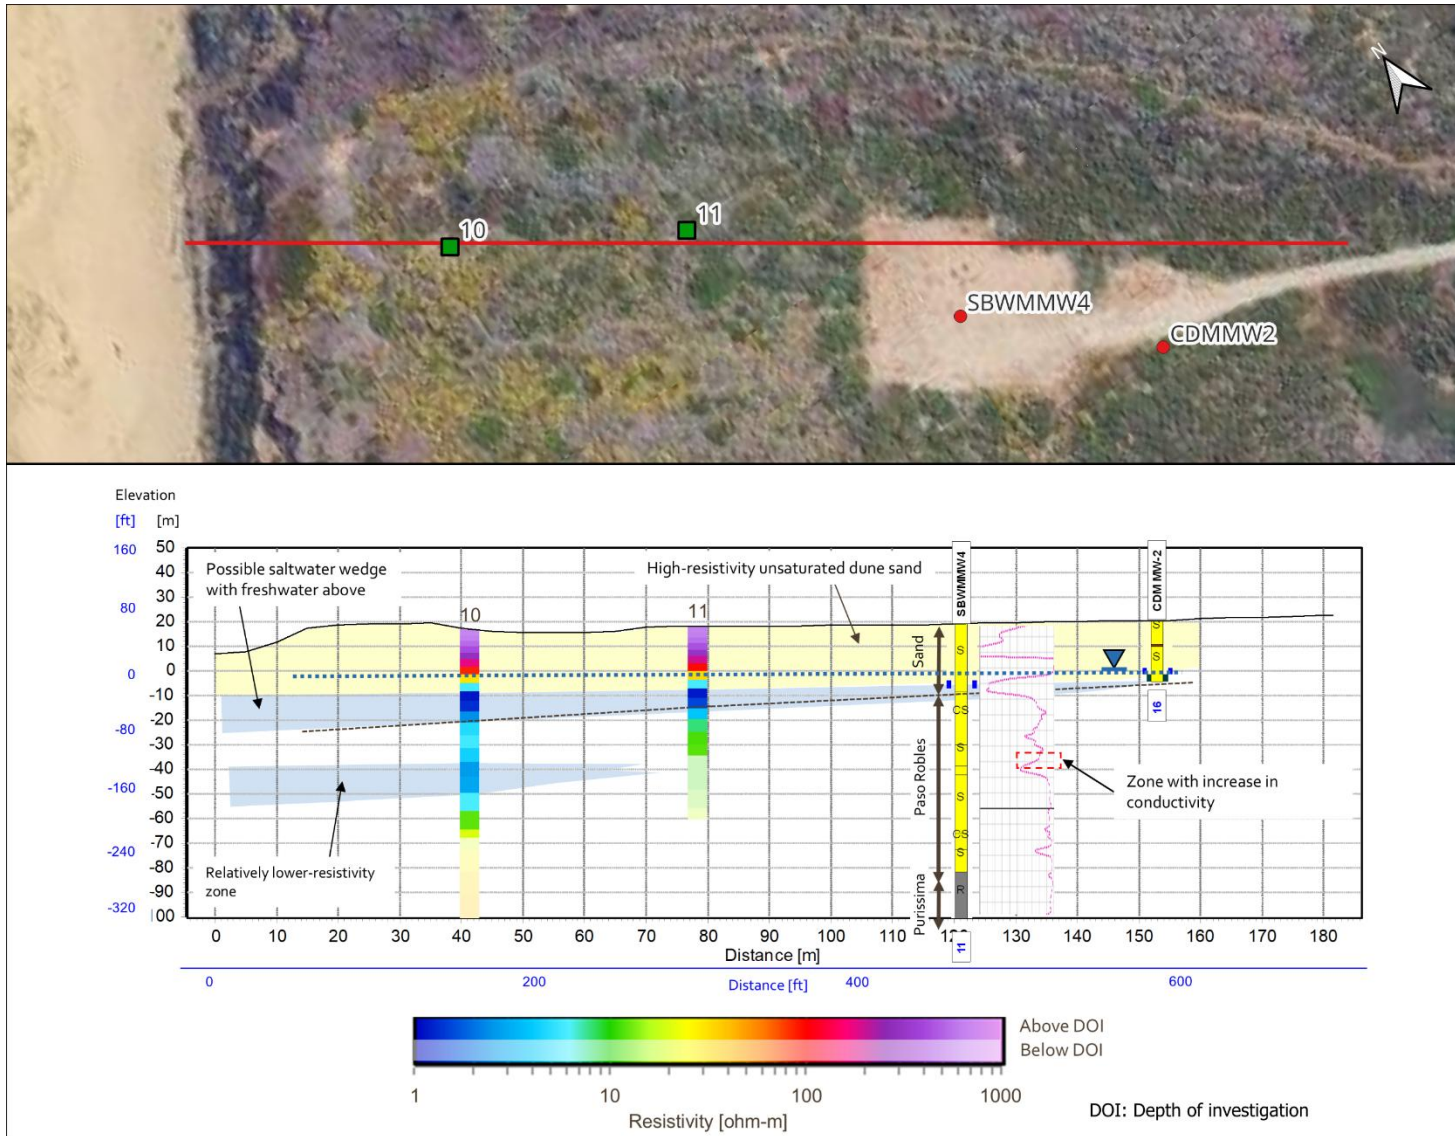 N
10
11
SBWMMW4
CDMMW2
Elevation
[ft] [m]
160
80
0
-80
-160
-240
-320
50
40
30
20
10
0
-10
-20
-30
-40
-50
-60
-70
-80
-90
00
Possible saltwater wedge
with freshwater above
High-resistivity unsaturated dune sand
10
11
SBWMMW4
CDM MW-2
Sand
Paso Robles
Purissima
S
CS
S
S
CS
S
R
S
S
11
16
Zone with increase in
conductivity
Relatively lower-resistivity
zone
0 10 20 30 40 50 60 70 80 90 100 110 130 140 150 160 170 180
Distance [m]
0 200 Distance [ft] 400 600
Above DOI
Below DOI
1 10 100 1000
Resistivity [ohm-m]
DOI: Depth of investigation